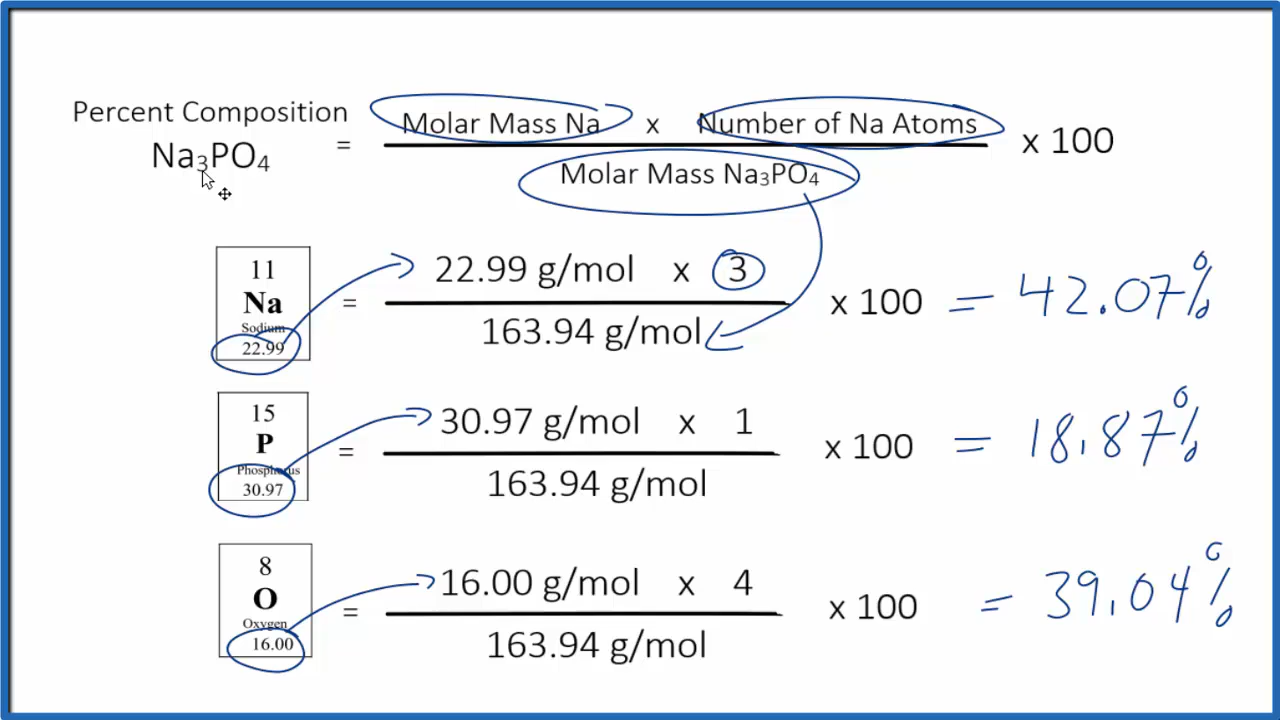 Percent Composition
Na₃PO₄
=
Molar Mass Na x Number of Na Atoms
Molar Mass Na₃PO₄
x 100
11
Na
Sodium
22.99
=
22.99 g/mol x 3
163.94 g/mol
x 100
= 42.07%
15
P
Phosphorus
30.97
=
30.97 g/mol x 1
163.94 g/mol
x 100
= 18.87%
8
O
Oxygen
16.00
=
16.00 g/mol x 4
163.94 g/mol
x 100
= 39.04%